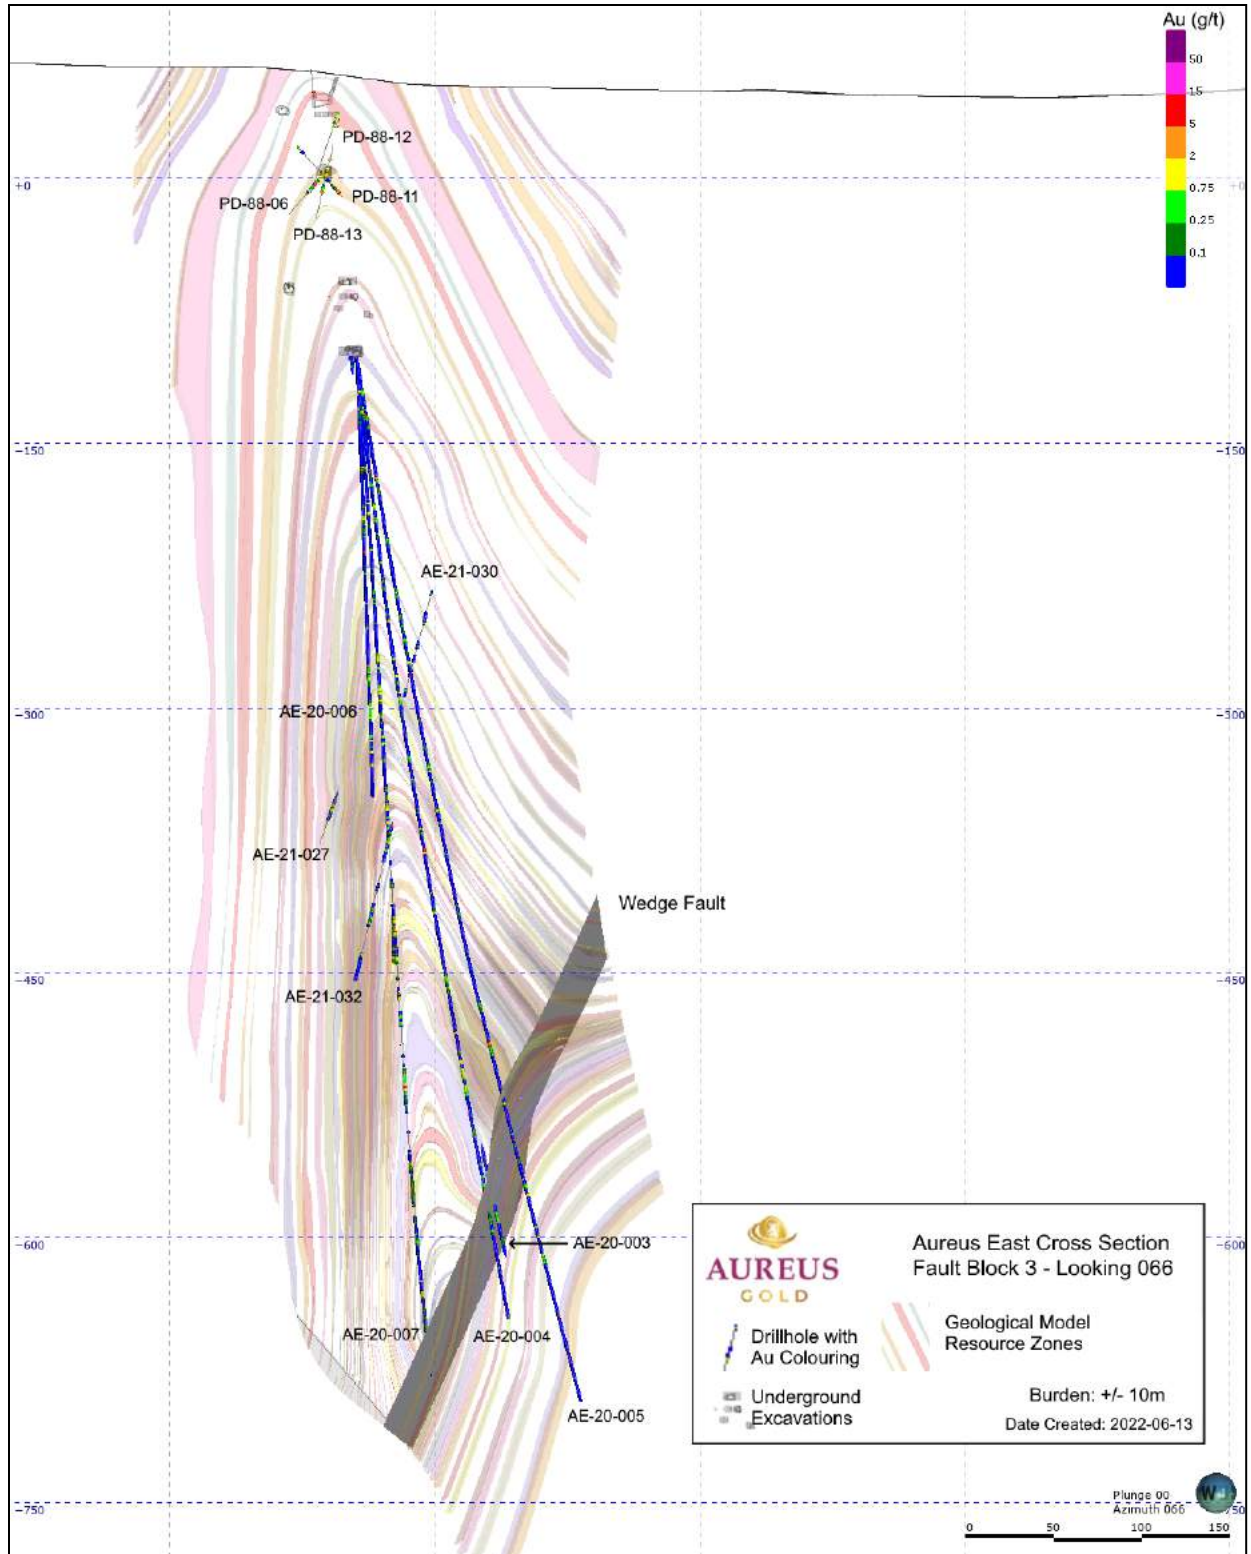 Au (g/t)
50
15
5
2
0.75
0.25
0.1
PD-88-12
+0
+0
PD-88-06
PD-88-11
PD-88-13
-150
-150
AE-21-030
-300
AE-20-006
-300
AE-21-027
Wedge Fault
-450
AE-21-032
-450
-600
AE-20-003
-600
AE-20-007
AE-20-004
AE-20-005
AUREUS
GOLD
Aureus East Cross Section
Fault Block 3 - Looking 066
Drillhole with
Au Colouring
Geological Model
Resource Zones
Underground
Excavations
Burden: +/- 10m
Date Created: 2022-06-13
-750
Plunge 00
Azimuth 066
W
0
50
100
150